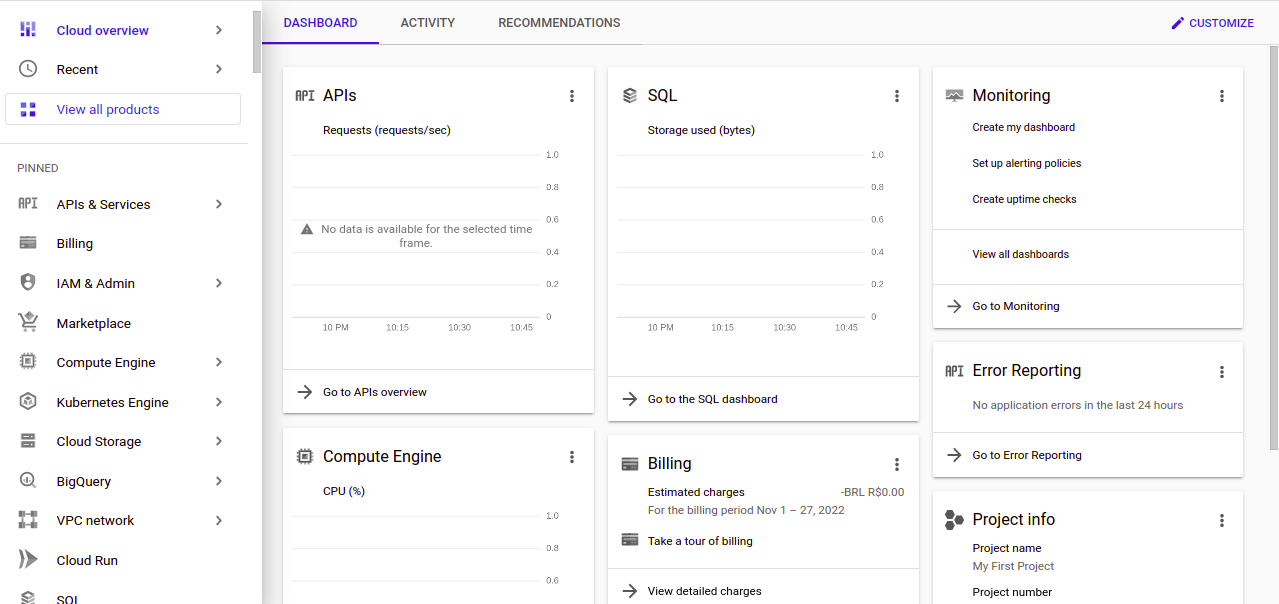 Cloud overview
Recent
View all products
PINNED
APIs & Services
Billing
IAM & Admin
Marketplace
Compute Engine
Kubernetes Engine
Cloud Storage
BigQuery
VPC network
Cloud Run
SQL
DASHBOARD ACTIVITY RECOMMENDATIONS CUSTOMIZE
API APIs
Requests (requests/sec)
1.0
0.8
0.6
No data is available for the selected time
frame.
0.4
0.2
0
10 PM 10:15 10:30 10:45
Go to APIs overview
Compute Engine
CPU (%)
1.0
0.8
0.6
SQL
Storage used (bytes)
1.0
0.8
0.6
0.4
0.2
0
10 PM 10:15 10:30 10:45
Go to the SQL dashboard
Billing
Estimated charges -BRL R$0.00
For the billing period Nov 1 – 27, 2022
Take a tour of billing
View detailed charges
Monitoring
Create my dashboard
Set up alerting policies
Create uptime checks
View all dashboards
Go to Monitoring
API Error Reporting
No application errors in the last 24 hours
Go to Error Reporting
Project info
Project name
My First Project
Project number